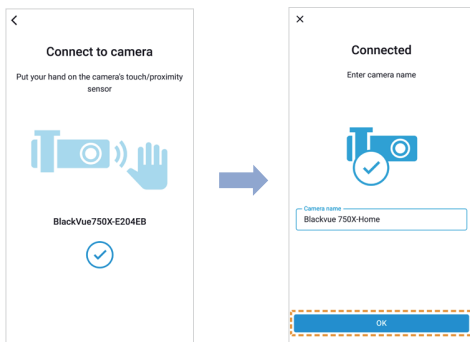 Connect to camera
Put your hand on the camera's touch/proximity
sensor
BlackVue750X-E204EB
Connected
Enter camera name
Camera name
Blackvue 750X-Home
OK